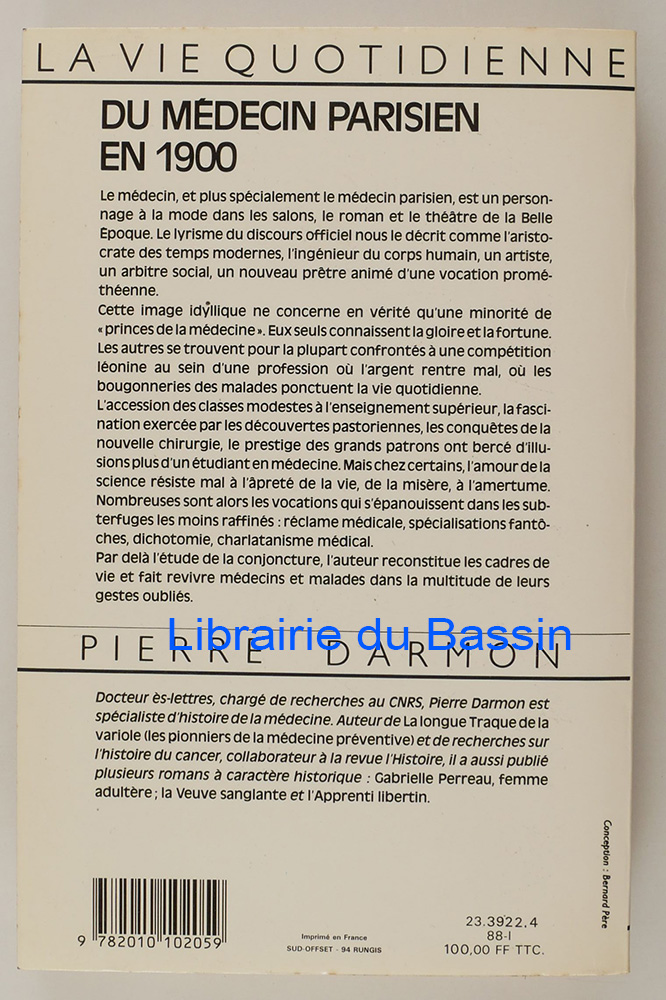 LA VIE QUOTIDIENNE
DU MÉDECIN PARISIEN
EN 1900
Le médecin, et plus spécialement le médecin parisien, est un person-
nage à la mode dans les salons, le roman et le théâtre de la Belle
Époque. Le lyrisme du discours officiel nous le décrit comme l'aristo-
crate des temps modernes, l'ingénieur du corps humain, un artiste,
un arbitre social, un nouveau prêtre animé d'une vocation promé-
théenne.
Cette image idyllique ne concerne en vérité qu'une minorité de
« princes de la médecine ». Eux seuls connaissent la gloire et la fortune.
Les autres se trouvent pour la plupart confrontés à une compétition
léonine au sein d'une profession où l'argent rentre mal, où les
bougonneries des malades ponctuent la vie quotidienne.
L'accession des classes modestes à l'enseignement supérieur, la fasci-
nation exercée par les découvertes pastoriennes, les conquêtes de la
nouvelle chirurgie, le prestige des grands patrons ont bercé d'illu-
sions plus d'un étudiant en médecine. Mais chez certains, l'amour de la
science résiste mal à l'âpreté de la vie, de la misère, à l'amertume.
Nombreuses sont alors les vocations qui s'épanouissent dans les sub-
terfuges les moins raffinés : réclame médicale, spécialisations fantô-
ches, dichotomie, charlatanisme médical.
Par delà l'étude de la conjoncture, l'auteur reconstitue les cadres de
vie et fait revivre médecins et malades dans la multitude de leurs
gestes oubliés.
Librairie du Bassin
PIERRE DARMON
Docteur ès-lettres, chargé de recherches au CNRS, Pierre Darmon est
spécialiste d'histoire de la médecine. Auteur de La longue Traque de la
variole (les pionniers de la médecine préventive) et de recherches sur
l'histoire du cancer, collaborateur à la revue l'Histoire, il a aussi publié
plusieurs romans à caractère historique : Gabrielle Perreau, femme
adultère ; la Veuve sanglante et l'Apprenti libertin.
Conception : Bernard Père
9 782010 102059
Imprimé en France
SUD-OFFSET - 94 RUNGIS
23.3922.4
88-I
100,00 FF TTC.